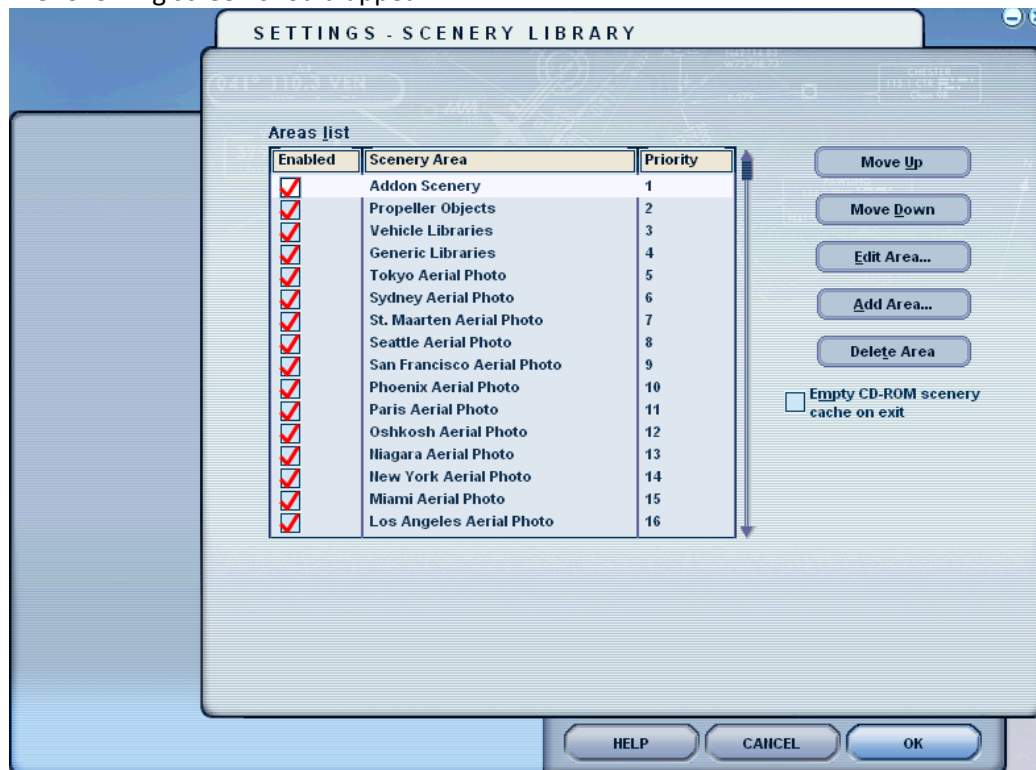 SETTINGS - SCENERY LIBRARY
Areas list
Enabled Scenery Area Priority
Addon Scenery 1
Propeller Objects 2
Vehicle Libraries 3
Generic Libraries 4
Tokyo Aerial Photo 5
Sydney Aerial Photo 6
St. Maarten Aerial Photo 7
Seattle Aerial Photo 8
San Francisco Aerial Photo 9
Phoenix Aerial Photo 10
Paris Aerial Photo 11
Oshkosh Aerial Photo 12
Niagara Aerial Photo 13
New York Aerial Photo 14
Miami Aerial Photo 15
Los Angeles Aerial Photo 16
Move Up
Move Down
Edit Area...
Add Area...
Delete Area
Empty CD-ROM scenery
cache on exit
HELP CANCEL OK